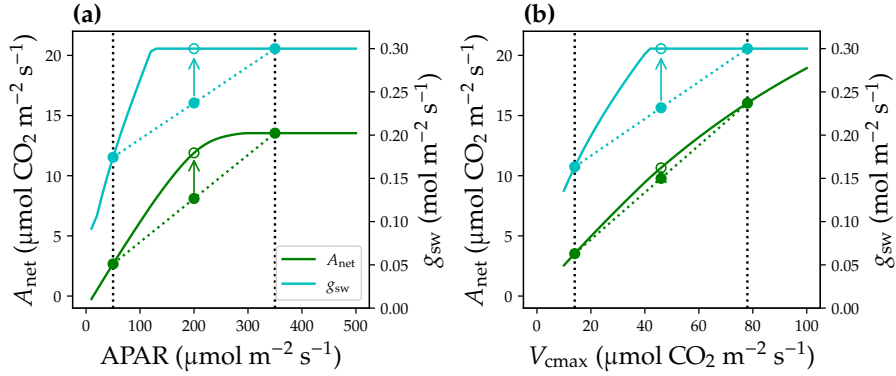 (a)
20
15
10
5
0
A_net (µmol CO₂ m⁻² s⁻¹)
0.30
0.25
0.20
0.15
0.10
0.05
0.00
g_sw (mol m⁻² s⁻¹)
A_net
g_sw
0 100 200 300 400 500
APAR (µmol m⁻² s⁻¹)
(b)
20
15
10
5
0
A_net (µmol CO₂ m⁻² s⁻¹)
0.30
0.25
0.20
0.15
0.10
0.05
0.00
g_sw (mol m⁻² s⁻¹)
0 20 40 60 80 100
V_cmax (µmol CO₂ m⁻² s⁻¹)